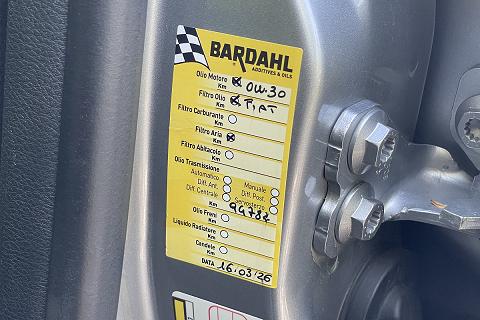 BARDAHL
ADDITIVES & OILS
Olio Motore 0W-30
Km
Filtro Olio FIAT
Km
Filtro Carburante
Km
Filtro Aria
Km
Filtro Abitacolo
Km
Olio Trasmissione
Automatico Manuale
Diff. Ant. Diff. Post.
Diff. Centrale Servosterzo
Km
Olio Freni
Km
Liquido Radiatore
Km
Candele
Km
DATA 16.03/26